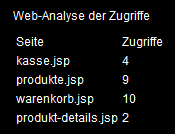 Web-Analyse der Zugriffe
Seite Zugriffe
kasse.jsp 4
produkte.jsp 9
warenkorb.jsp 10
produkt-details.jsp 2